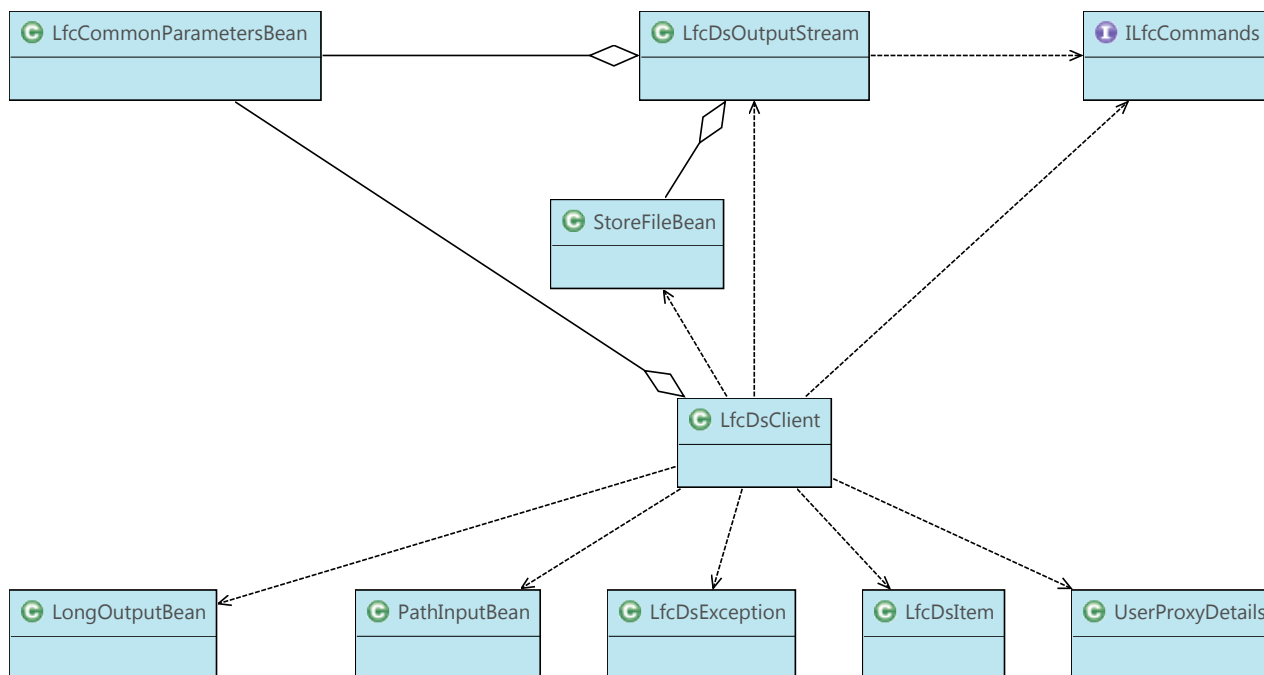 C LfcCommonParametersBean
C LfcDsOutputStream
I ILfcCommands
C StoreFileBean
C LfcDsClient
C LongOutputBean
C PathInputBean
C LfcDsException
C LfcDsItem
C UserProxyDetails